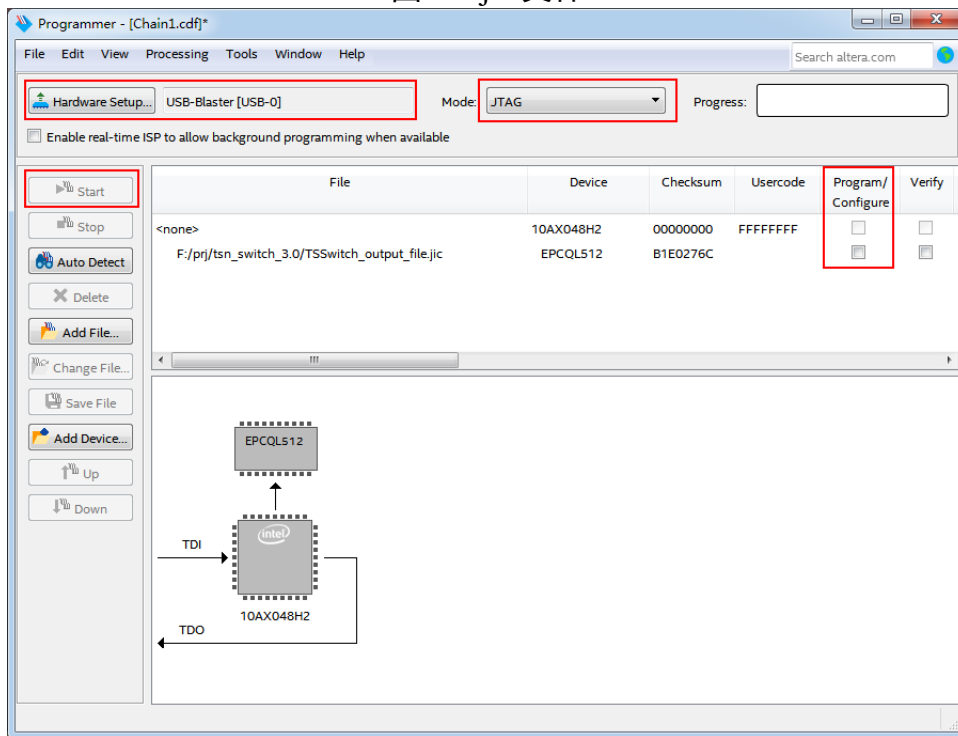 Programmer - [Chain1.cdf]*
File Edit View Processing Tools Window Help
Search altera.com
Hardware Setup... USB-Blaster [USB-0] Mode: JTAG Progress:
Enable real-time ISP to allow background programming when available
Start
Stop
Auto Detect
Delete
Add File...
Change File...
Save File
Add Device...
Up
Down
File Device Checksum Usercode Program/ Verify
Configure
<none> 10AX048H2 00000000 FFFFFFFF
F:/prj/tsn_switch_3.0/TSSwitch_output_file.jic EPCQL512 B1E0276C
EPCQL512
(intel)
TDI
10AX048H2
TDO